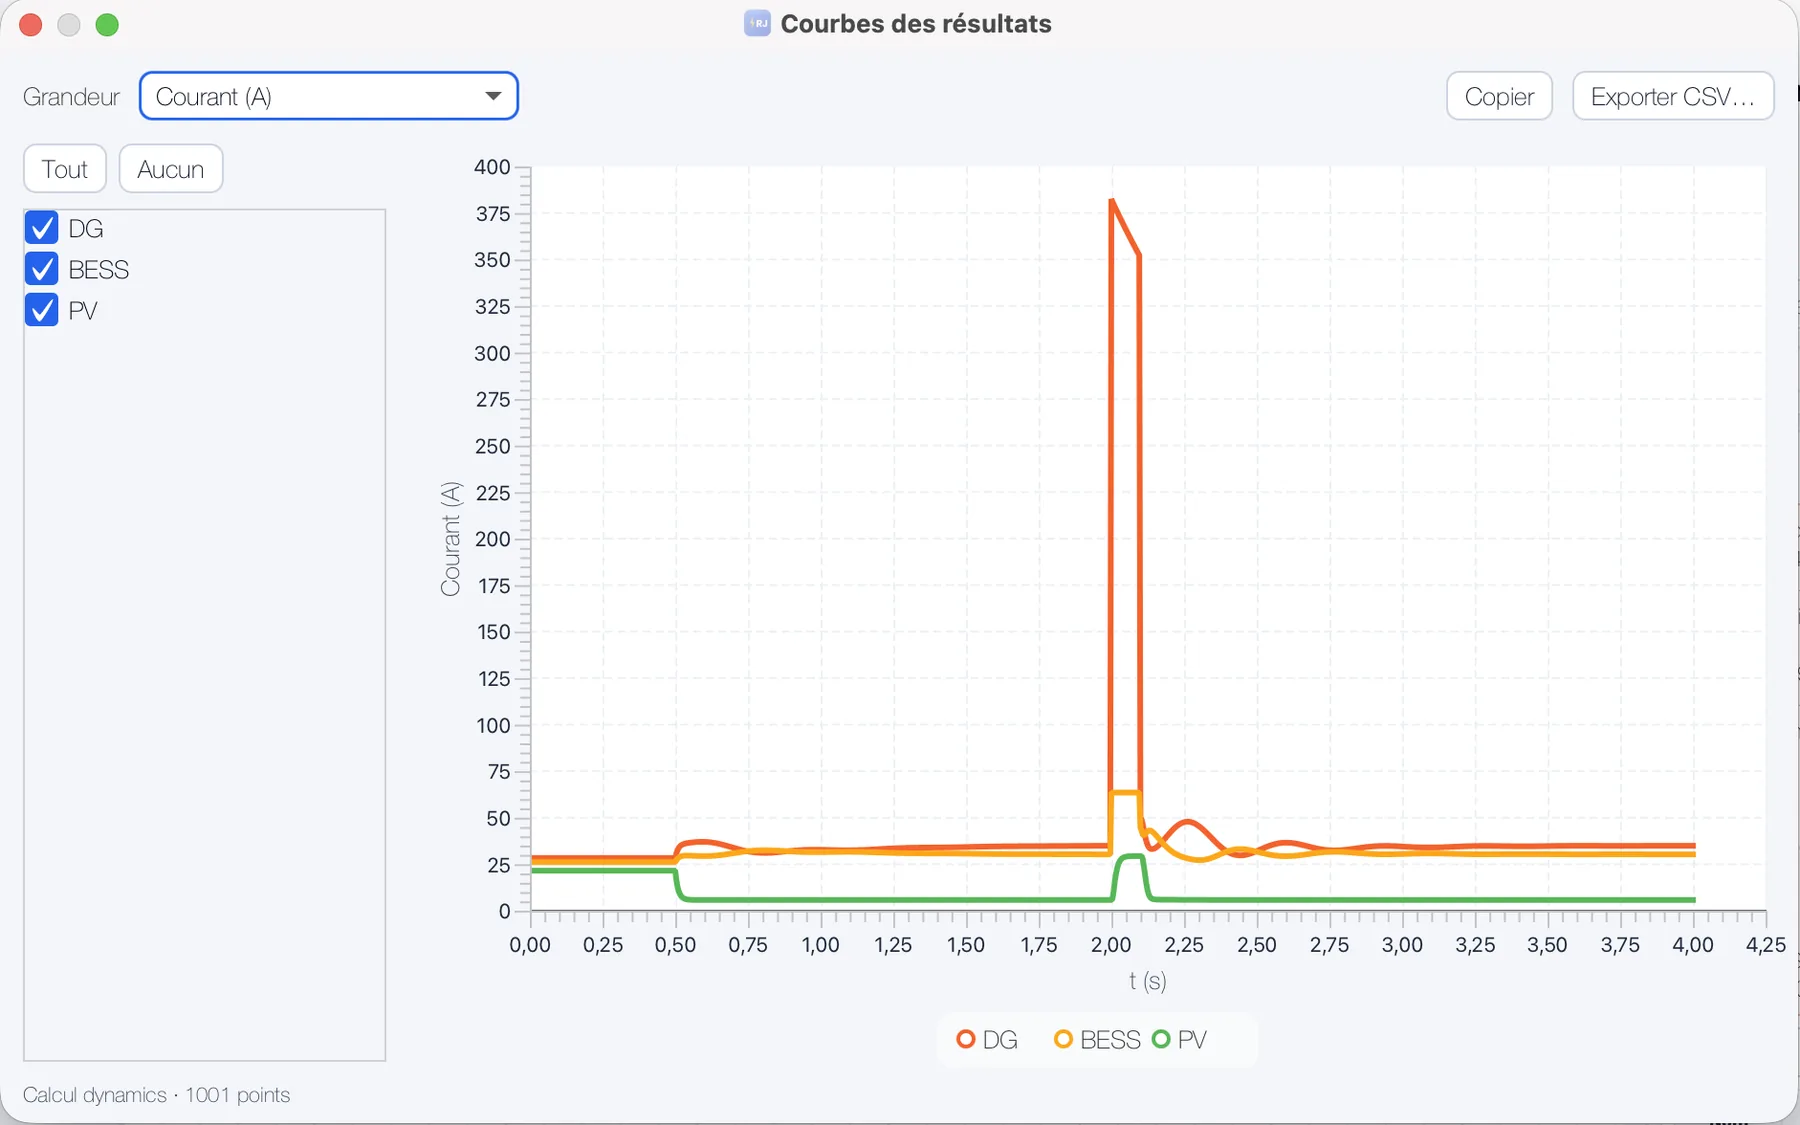 RJ Courbes des résultats
Grandeur Courant (A) Copier Exporter CSV...
Tout Aucun
DG
BESS
PV
400
375
350
325
300
275
250
225
200
175
150
125
100
75
50
25
0
Courant (A)
0,00 0,25 0,50 0,75 1,00 1,25 1,50 1,75 2,00 2,25 2,50 2,75 3,00 3,25 3,50 3,75 4,00 4,25
t (s)
DG BESS PV
Calcul dynamics · 1001 points